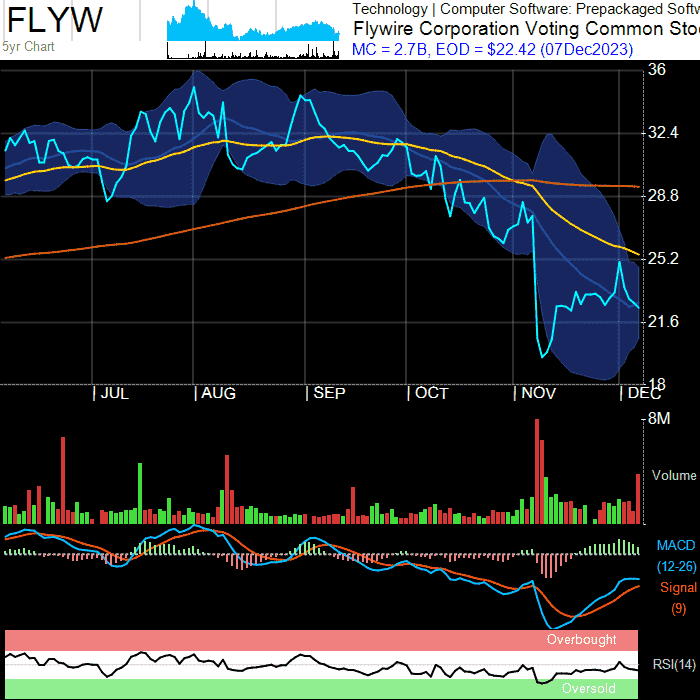 FLYW
5yr Chart
Technology | Computer Software: Prepackaged Softw
Flywire Corporation Voting Common Sto
MC = 2.7B, EOD = $22.42 (07Dec2023)
36
32.4
28.8
25.2
21.6
18
JUL AUG SEP OCT NOV DEC
8M
Volume
MACD
(12-26)
Signal
(9)
Overbought
RSI(14)
Oversold